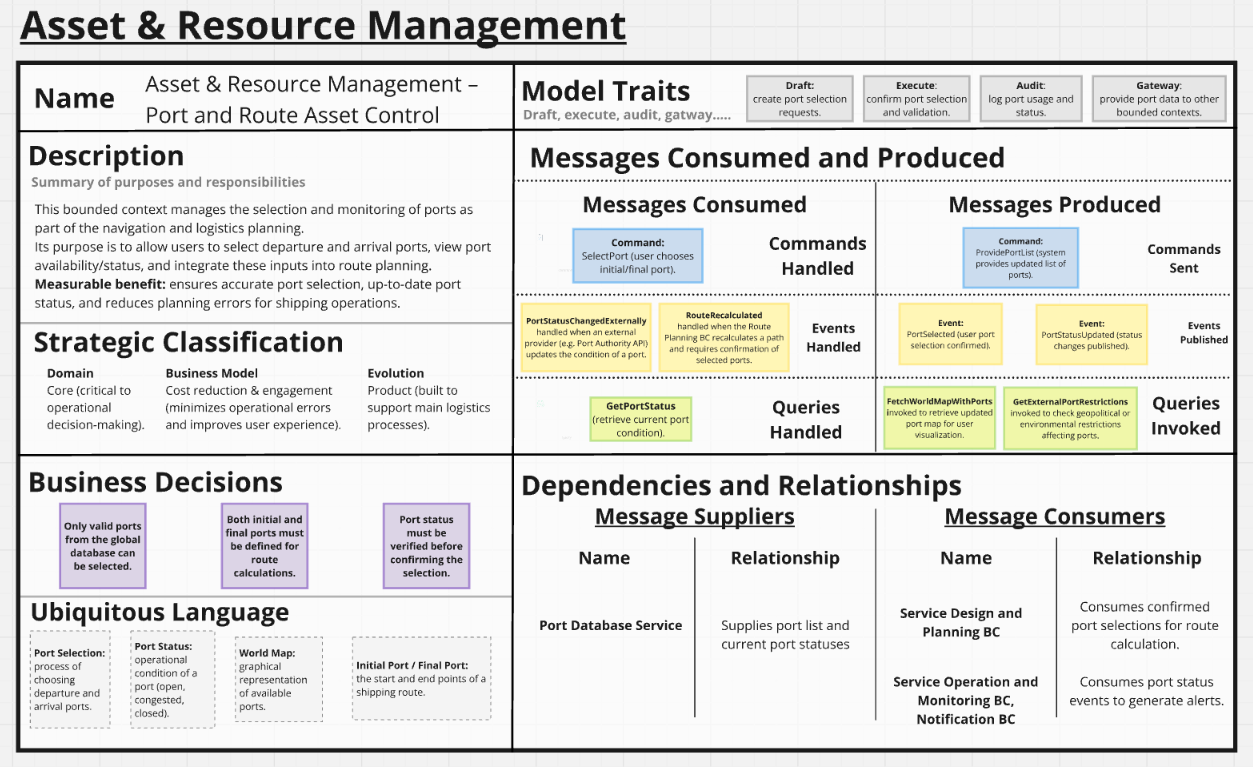 Asset & Resource Management
Name
Asset & Resource Management –
Port and Route Asset Control
Description
Summary of purposes and responsibilities
This bounded context manages the selection and monitoring of ports as
part of the navigation and logistics planning.
Its purpose is to allow users to select departure and arrival ports, view port
availability/status, and integrate these inputs into route planning.
Measurable benefit: ensures accurate port selection, up-to-date port
status, and reduces planning errors for shipping operations.
Strategic Classification
Domain
Core (critical to
operational
decision-making).
Business Model
Cost reduction & engagement
(minimizes operational errors
and improves user experience).
Evolution
Product (built to
support main logistics
processes).
Business Decisions
Only valid ports
from the global
database can
be selected.
Both initial and
final ports must
be defined for
route
calculations.
Port status
must be
verified before
confirming the
selection.
Ubiquitous Language
Port Selection:
process of
choosing
departure and
arrival ports.
Port Status:
operational
condition of a
port (open,
congested,
closed).
World Map:
graphical
representation
of available
ports.
Initial Port / Final Port:
the start and end points of a
shipping route.
Model Traits
Draft, execute, audit, gatway.....
Draft:
create port selection
requests.
Execute:
confirm port selection
and validation.
Audit:
log port usage and
status.
Gateway:
provide port data to other
bounded contexts.
Messages Consumed and Produced
Messages Consumed
Command:
SelectPort (user chooses
initial/final port).
Commands
Handled
PortStatusChangedExternally
handled when an external
provider (e.g. Port Authority API)
updates the condition of a port.
RouteRecalculated
handled when the Route
Planning BC recalculates a path
and requires confirmation of
selected ports.
Events
Handled
GetPortStatus
(retrieve current port
condition).
Queries
Handled
Messages Produced
Command:
ProvidePortList (system
provides updated list of
ports).
Commands
Sent
Event:
PortSelected (user port
selection confirmed).
Event:
PortStatusUpdated (status
changes published).
Events
Published
FetchWorldMapWithPorts
invoked to retrieve updated
port map for user
visualization.
GetExternalPortRestrictions
invoked to check geopolitical or
environmental restrictions
affecting ports.
Queries
Invoked
Dependencies and Relationships
Message Suppliers
Name
Relationship
Port Database Service
Supplies port list and
current port statuses
Message Consumers
Name
Relationship
Service Design and
Planning BC
Consumes confirmed
port selections for route
calculation.
Service Operation and
Monitoring BC,
Notification BC
Consumes port status
events to generate alerts.